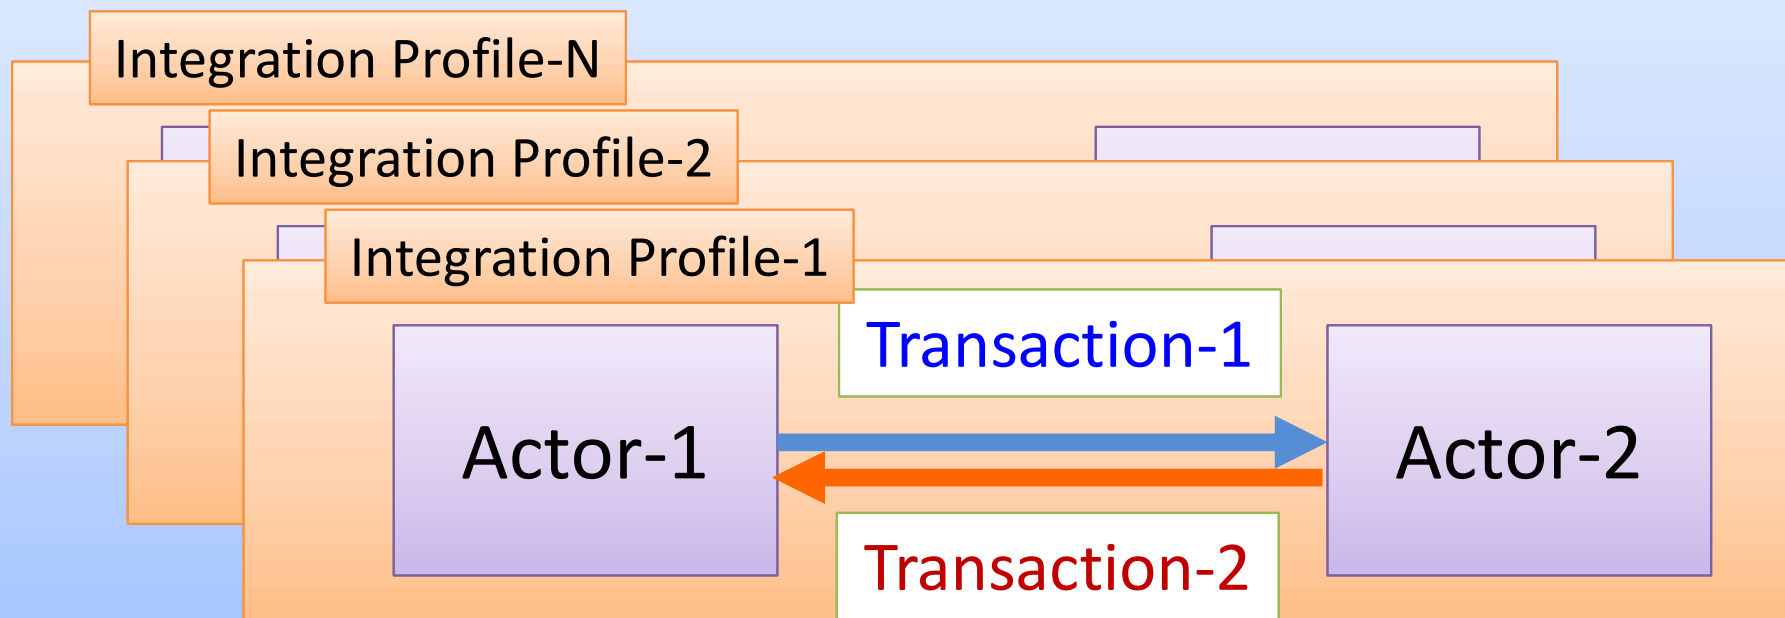 Integration Profile-N
Integration Profile-2
Integration Profile-1
Transaction-1
Actor-1
Actor-2
Transaction-2